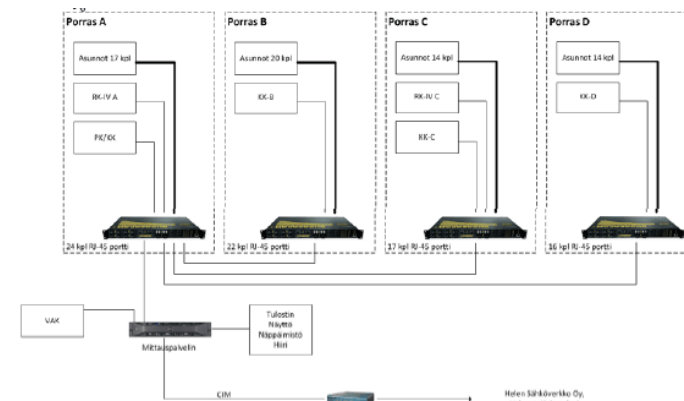 Porras A
Porras B
Porras C
Porras D
Asunnot 17 kpl
Asunnot 20 kpl
Asunnot 14 kpl
Asunnot 14 kpl
RK-IV A
KK-B
RK-IV C
KK-D
PK/KK
KK-C
24 kpl RJ-45 portti
22 kpl RJ-45 portti
17 kpl RJ-45 portti
16 kpl RJ-45 portti
VAK
Mittauspalvelin
Tulostin
Näyttö
Näppäimistö
Hiiri
CIM
Helen Sähköverkko Oy,